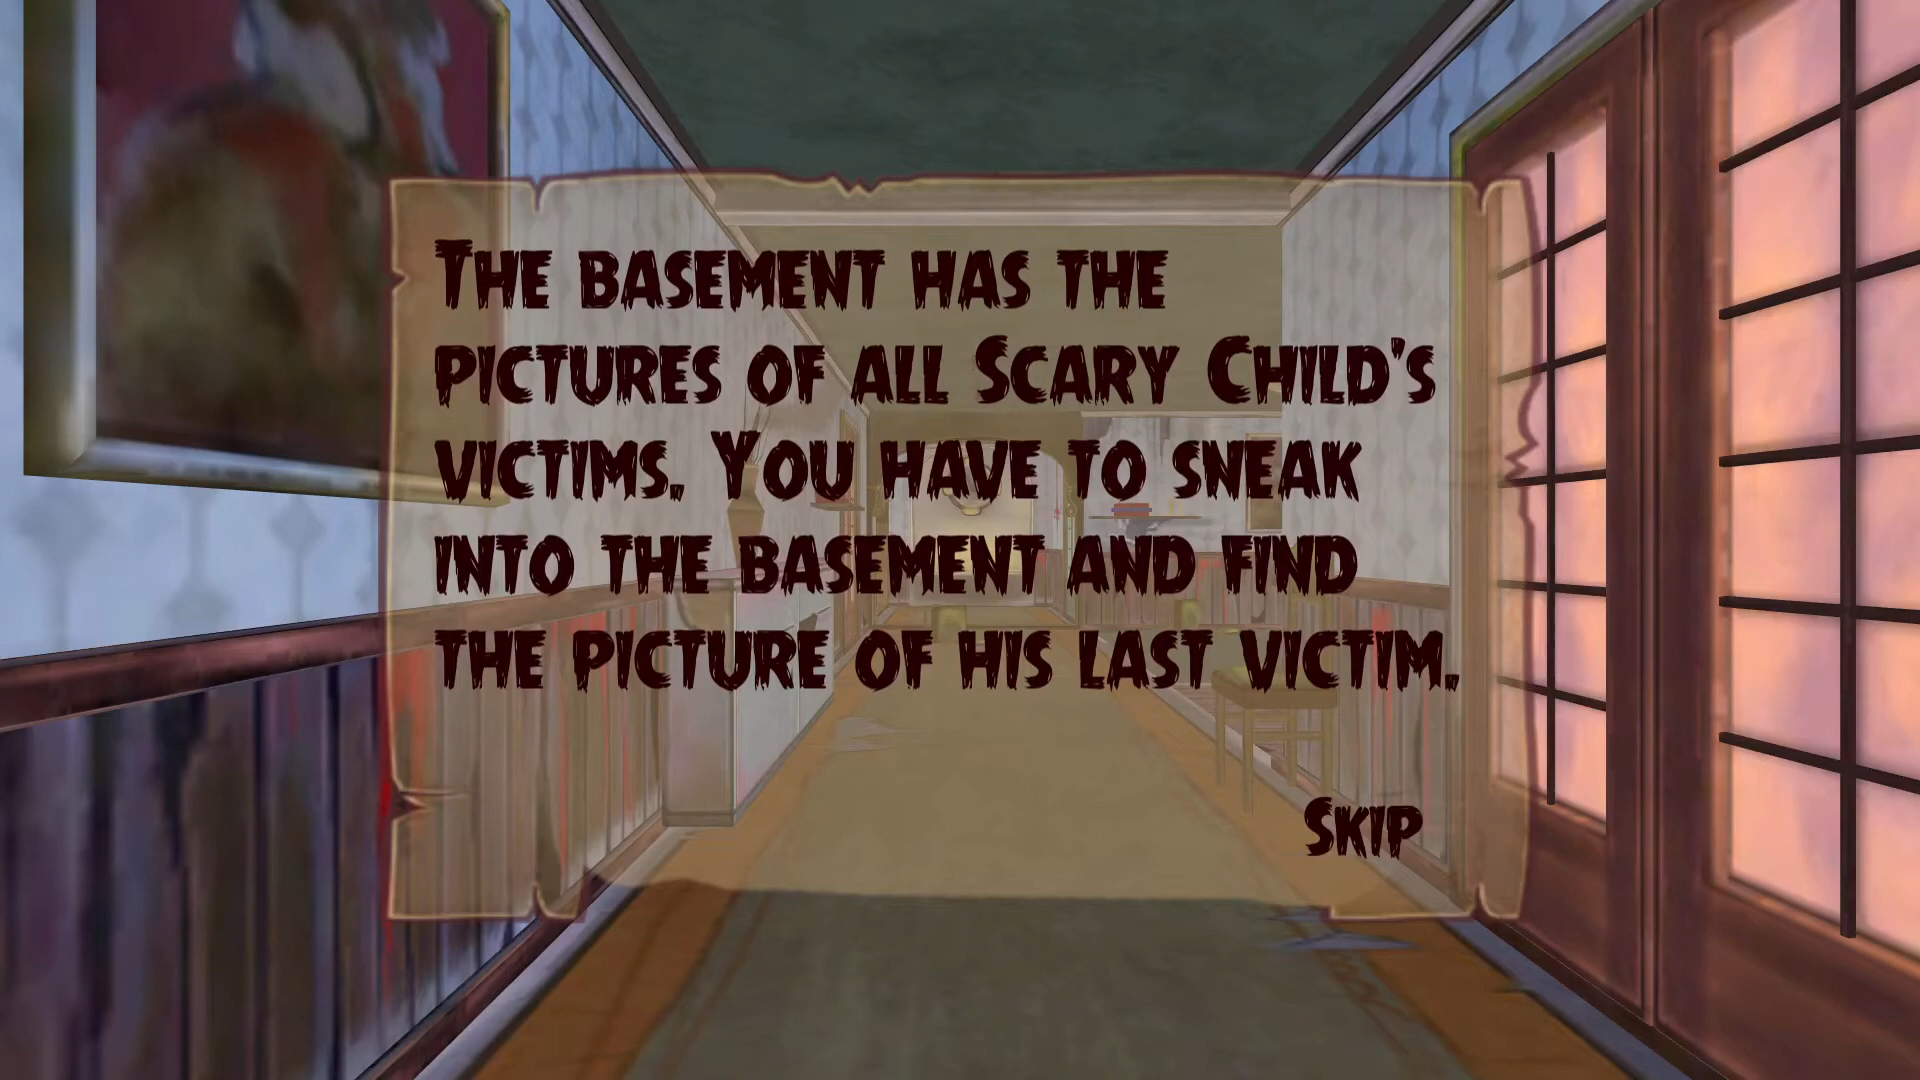 The basement has the
pictures of all Scary Child's
victims. You have to sneak
into the basement and find
the picture of his last victim.
Skip